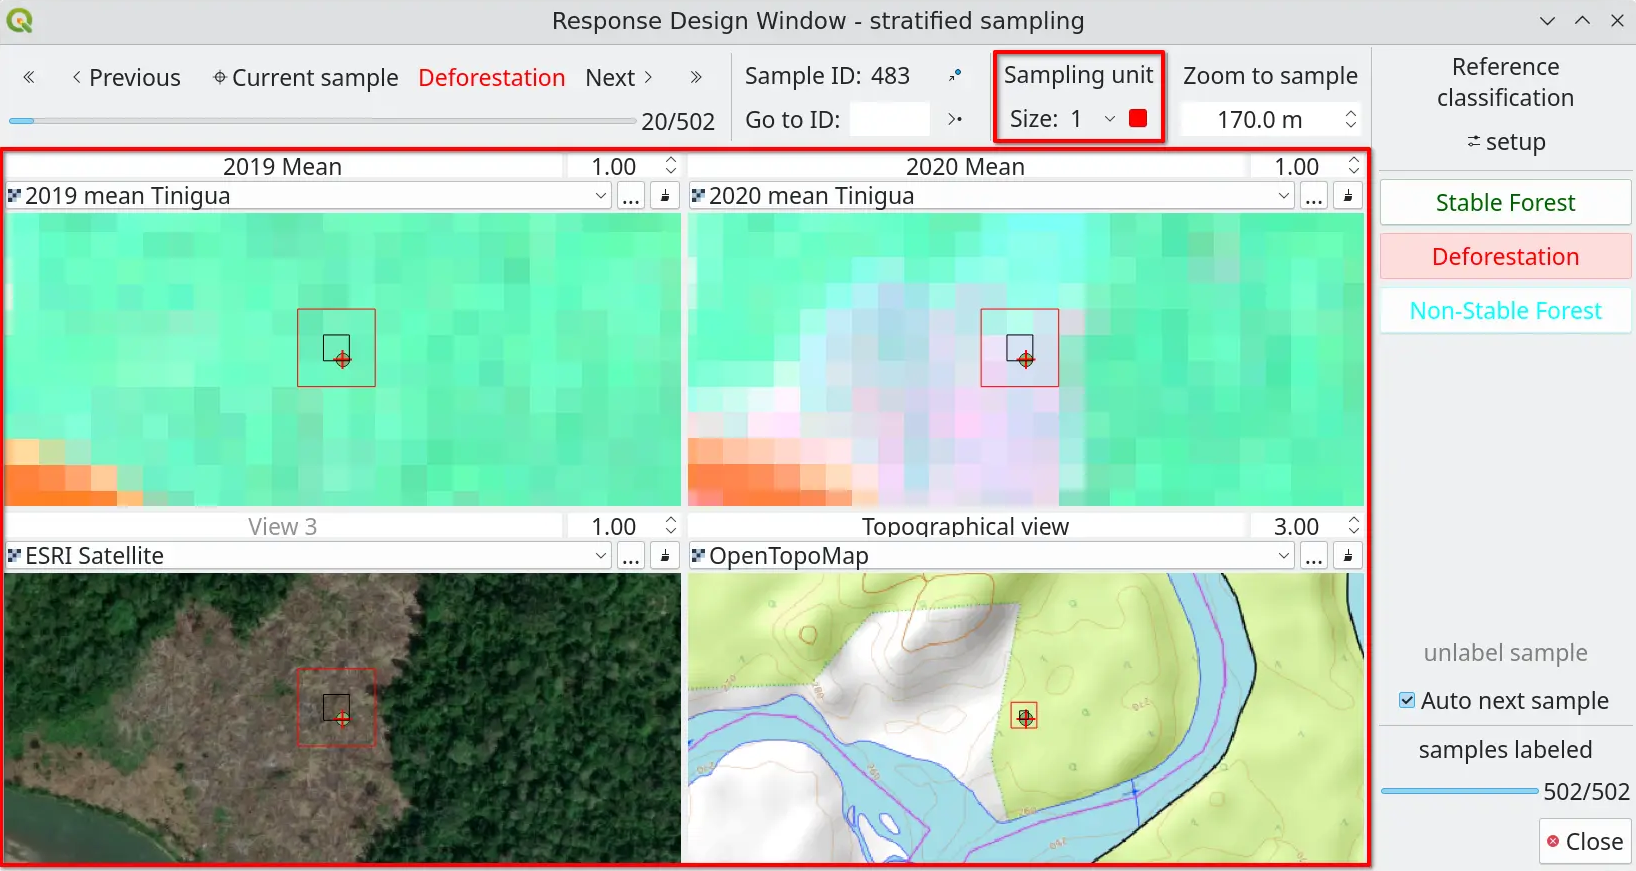 Response Design Window - stratified sampling
« ‹ Previous Current sample Deforestation Next › »
20/502
Sample ID: 483
Go to ID:
Sampling unit
Size: 1
Zoom to sample
170.0 m
Reference
classification
setup
2019 Mean 1.00
2019 mean Tinigua ...
2020 Mean 1.00
2020 mean Tinigua ...
View 3 1.00
ESRI Satellite ...
Topographical view 3.00
OpenTopoMap ...
Stable Forest
Deforestation
Non-Stable Forest
unlabel sample
Auto next sample
samples labeled
502/502
Close